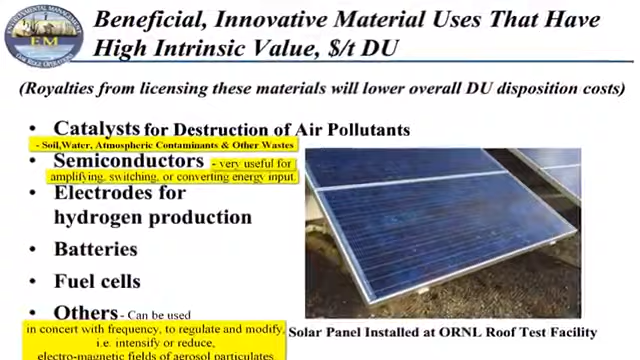 Beneficial, Innovative Material Uses That Have
High Intrinsic Value, $/t DU
EM
(Royalties from licensing these materials will lower overall DU disposition costs)
• Catalysts for Destruction of Air Pollutants
- Soil,Water, Atmospheric Contaminants & Other Wastes
• Semiconductors - very useful for
amplifying, switching, or converting energy input.
• Electrodes for
hydrogen production
• Batteries
• Fuel cells
• Others - Can be used
in concert with frequency, to regulate and modify,
i.e. intensify or reduce,
electro-magnetic fields of aerosol particulates
Solar Panel Installed at ORNL Roof Test Facility